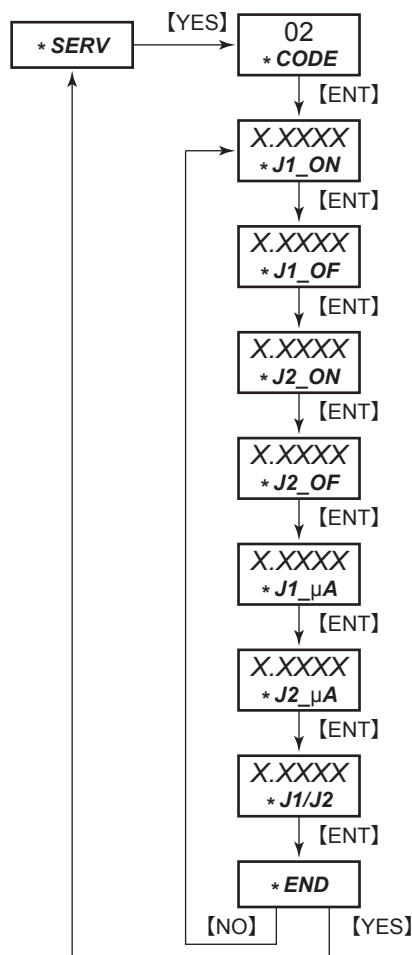 * SERV
【YES】
02
* CODE
【ENT】
X.XXXX
* J1_ON
【ENT】
X.XXXX
* J1_OF
【ENT】
X.XXXX
* J2_ON
【ENT】
X.XXXX
* J2_OF
【ENT】
X.XXXX
* J1_μA
【ENT】
X.XXXX
* J2_μA
【ENT】
X.XXXX
* J1/J2
【ENT】
* END
【NO】
【YES】